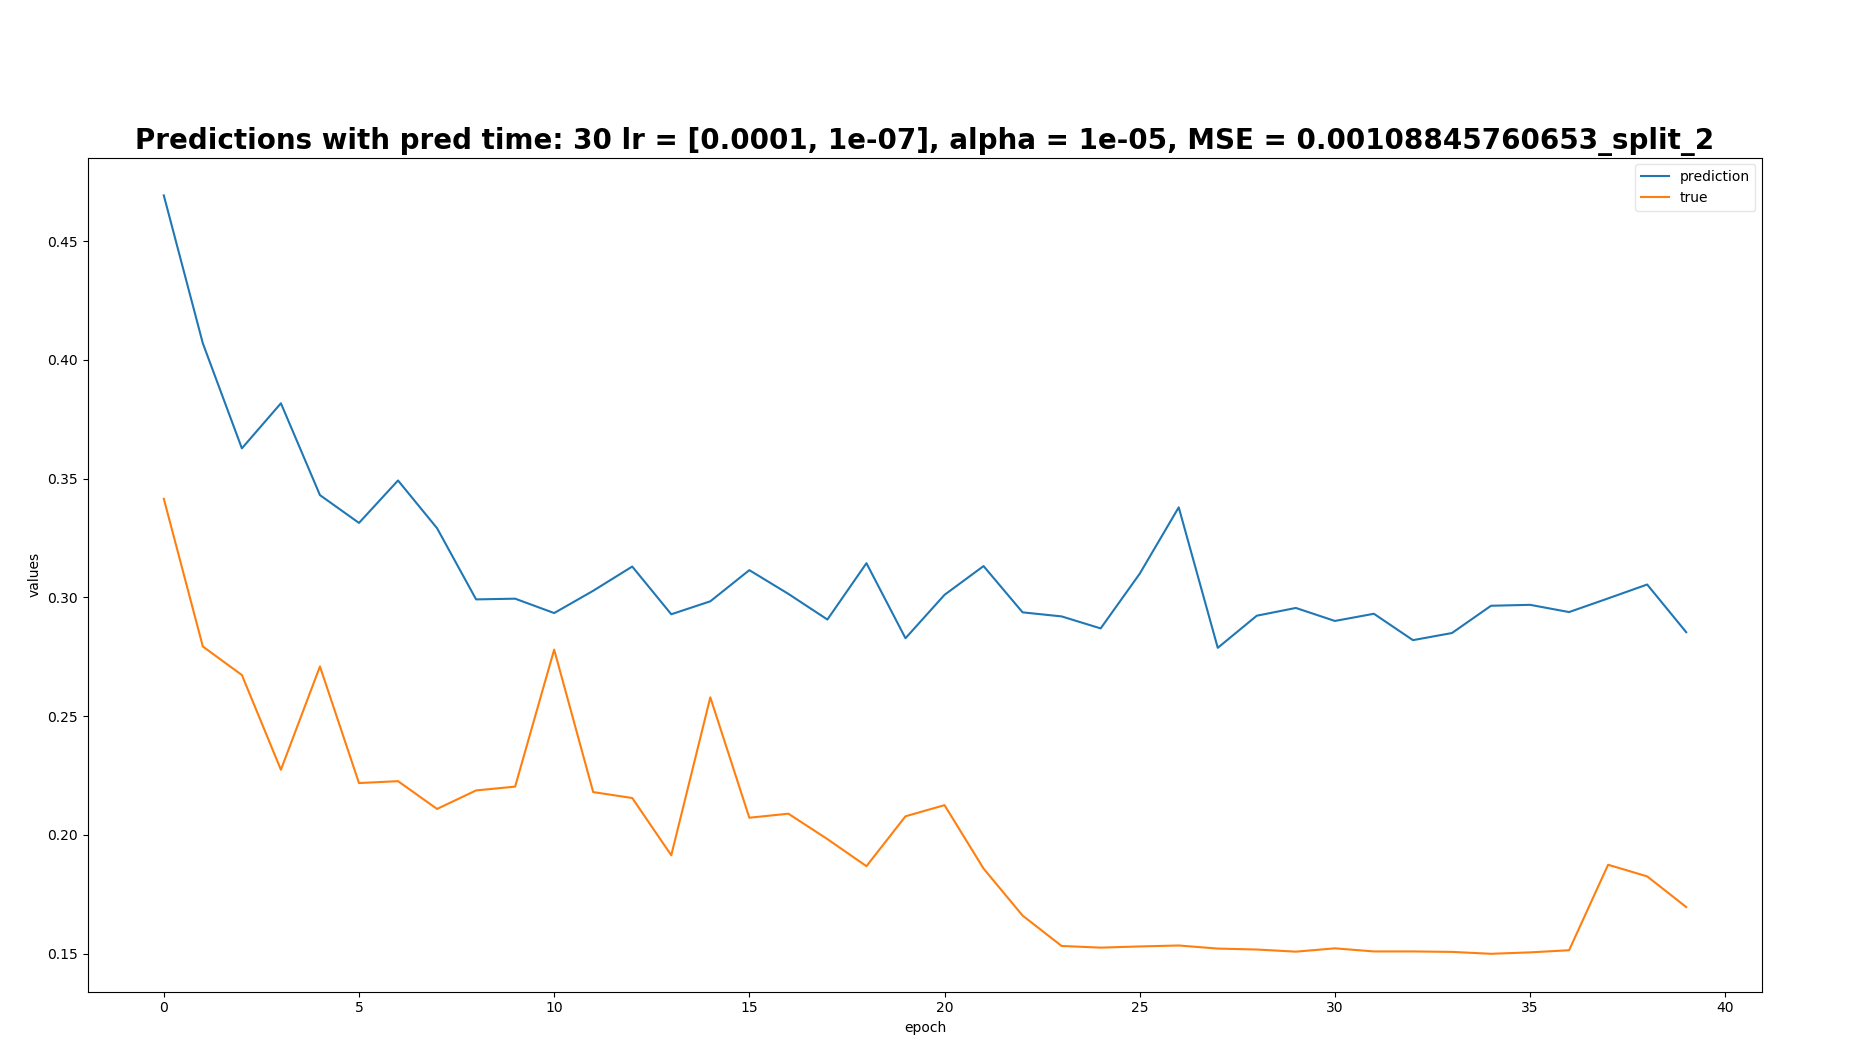 Predictions with pred time: 30 lr = [0.0001, 1e-07], alpha = 1e-05, MSE = 0.00108845760653_split_2
prediction
true
values
0.45
0.40
0.35
0.30
0.25
0.20
0.15
0 5 10 15 20 25 30 35 40
epoch